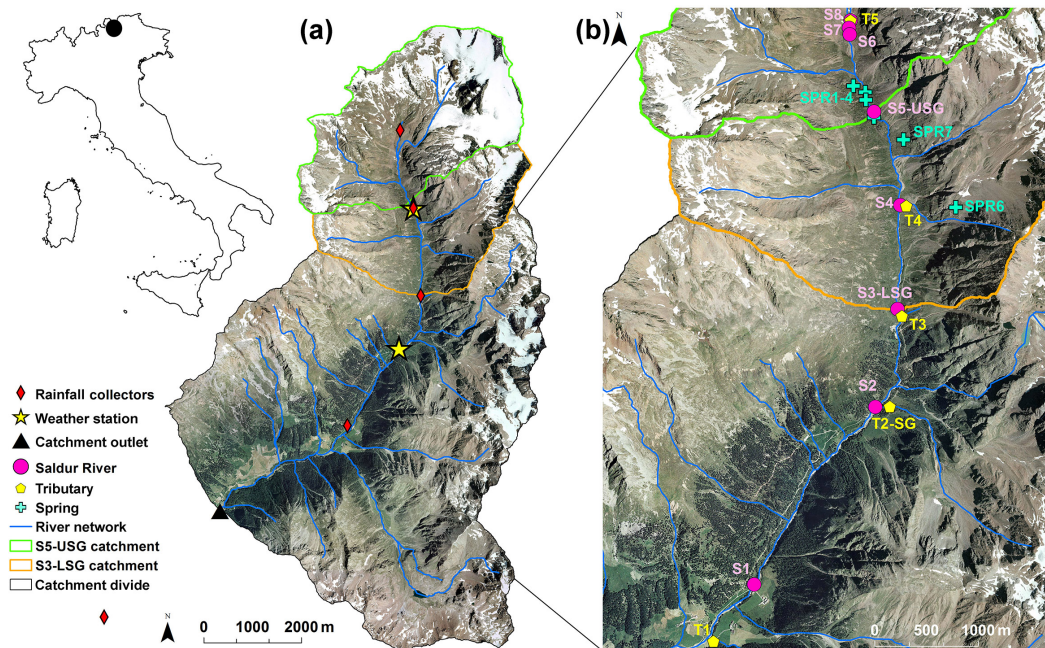 (a)
Rainfall collectors
Weather station
Catchment outlet
Saldur River
Tributary
Spring
River network
S5-USG catchment
S3-LSG catchment
Catchment divide
N
0 1000 2000 m
(b)
N
S8
T5
S7
S6
SPR1-4
S5-USG
SPR7
S4
T4
SPR6
S3-LSG
T3
S2
T2-SG
S1
T1
0 500 1000 m